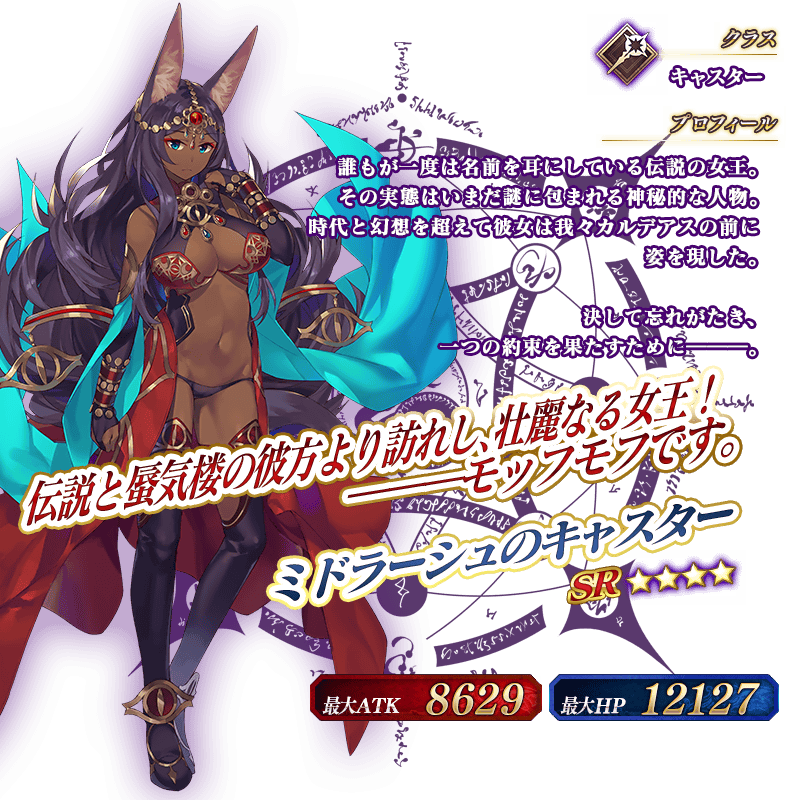 クラス
キャスター
プロフィール
誰もが一度は名前を耳にしている伝説の女王。
その実態はいまだ謎に包まれる神秘的な人物。
時代と幻想を超えて彼女は我々カルデアスの前に
姿を現した。
決して忘れがたき、
一つの約束を果たすために———。
伝説と蜃気楼の彼方より訪れし、壮麗なる女王！
———モッフモフです。
ミドラーシュのキャスター
SR ★★★★
最大ATK 8629
最大HP 12127